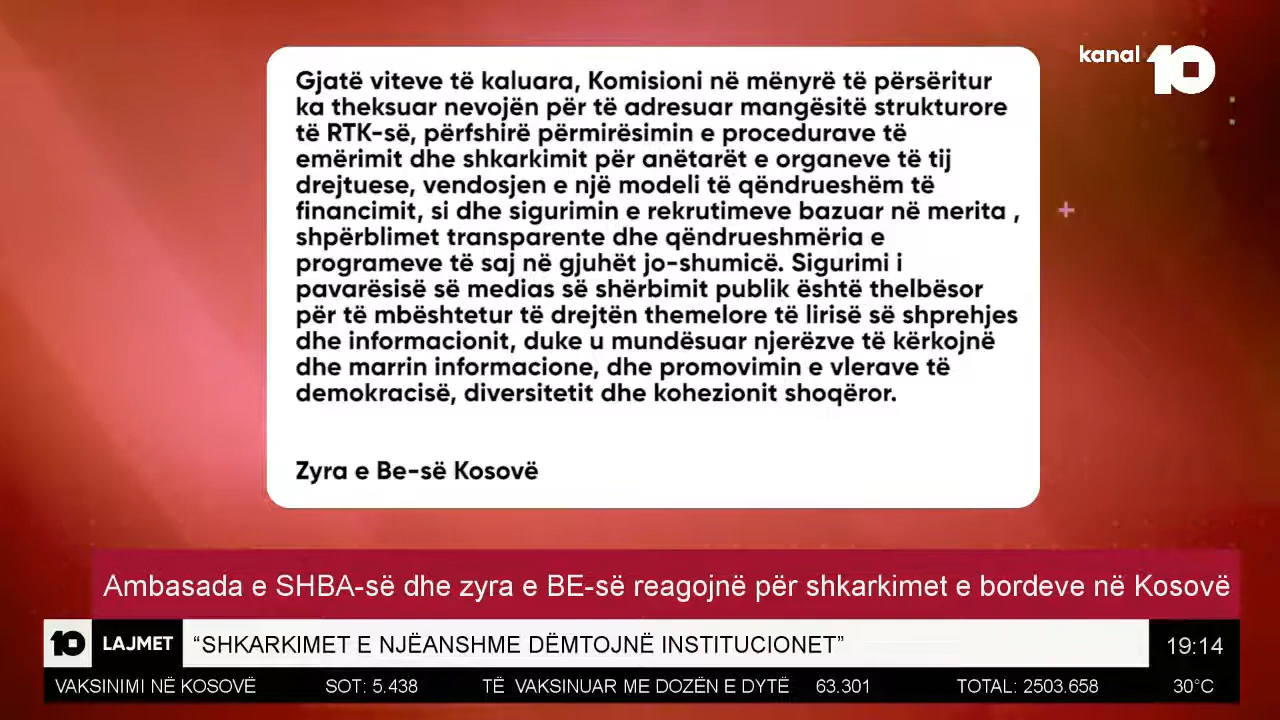 kanal 10
Gjatë viteve të kaluara, Komisioni në mënyrë të përsëritur
ka theksuar nevojën për të adresuar mangësitë strukturore
të RTK-së, përfshirë përmirësimin e procedurave të
emërimit dhe shkarkimit për anëtarët e organeve të tij
drejtuese, vendosjen e një modeli të qëndrueshëm të
financimit, si dhe sigurimin e rekrutimeve bazuar në merita ,
shpërblimet transparente dhe qëndrueshmëria e
programeve të saj në gjuhët jo-shumicë. Sigurimi i
pavarësisë së medias së shërbimit publik është thelbësor
për të mbështetur të drejtën themelore të lirisë së shprehjes
dhe informacionit, duke u mundësuar njerëzve të kërkojnë
dhe marrin informacione, dhe promovimin e vlerave të
demokracisë, diversitetit dhe kohezionit shoqëror.
Zyra e Be-së Kosovë
Ambasada e SHBA-së dhe zyra e BE-së reagojnë për shkarkimet e bordeve në Kosovë
10 LAJMET “SHKARKIMET E NJËANSHME DËMTOJNË INSTITUCIONET” 19:14
VAKSINIMI NË KOSOVË SOT: 5.438 TË VAKSINUAR ME DOZËN E DYTË 63.301 TOTAL: 2503.658 30°C